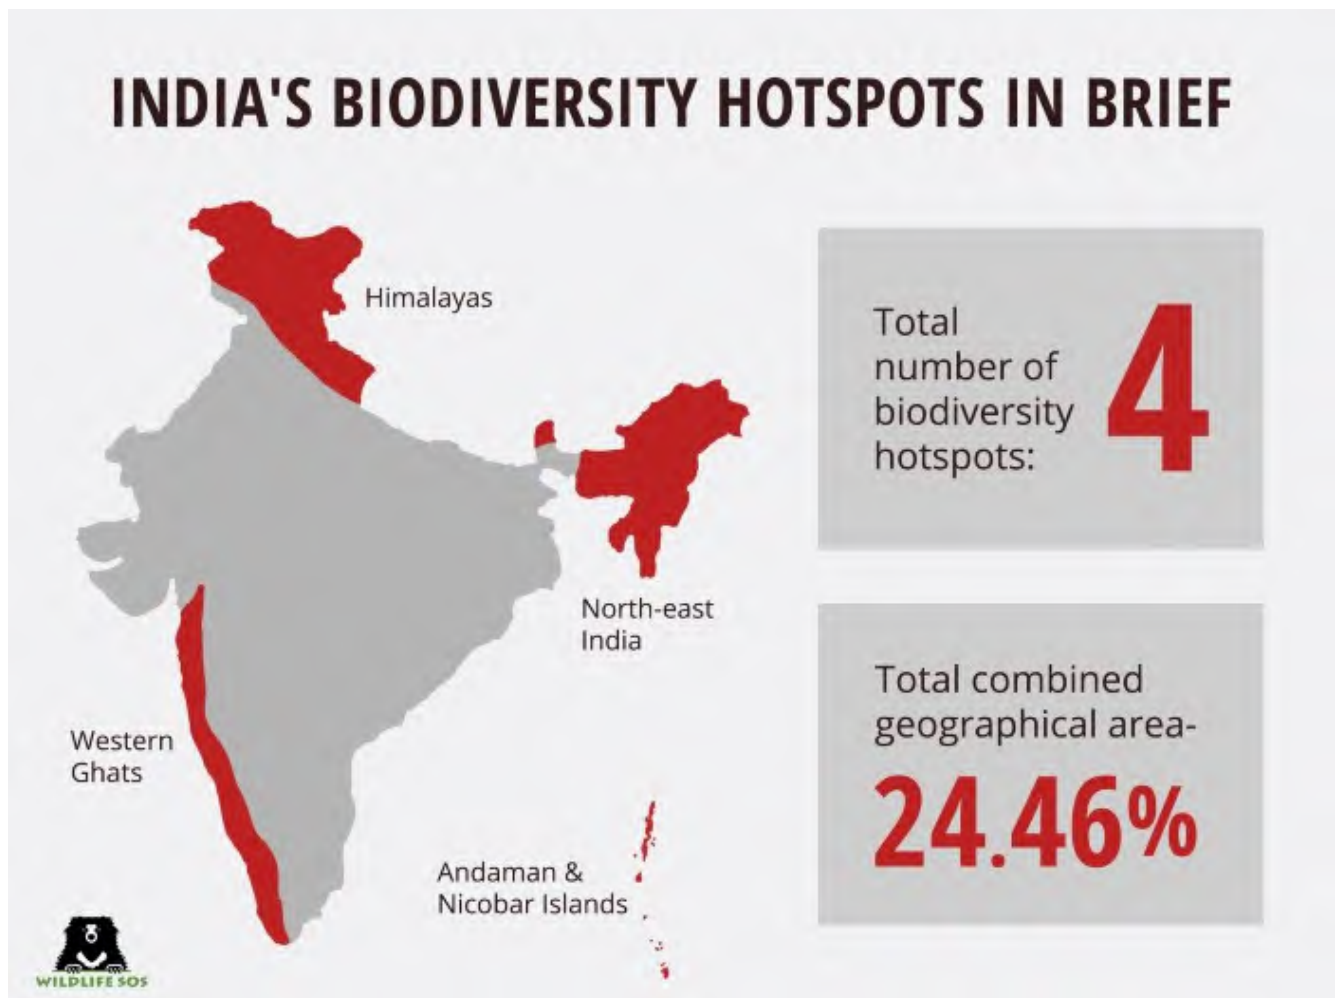 INDIA'S BIODIVERSITY HOTSPOTS IN BRIEF
Himalayas
North-east
India
Western
Ghats
Andaman &
Nicobar Islands
Total
number of
biodiversity
hotspots:
4
Total combined
geographical area-
24.46%
WILDLIFE SOS